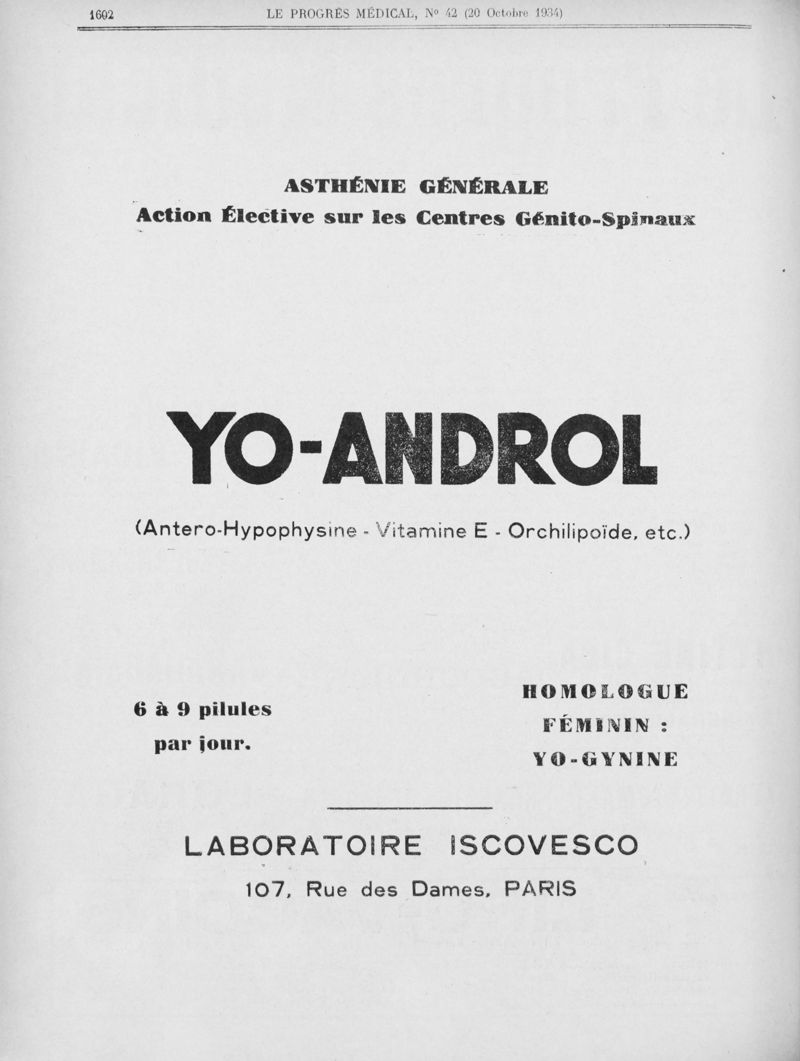 1602
LE PROGRÈS MÉDICAL, No 42 (20 Octobre 1934)
ASTHÉNIE GÉNÉRALE
Action Élective sur les Centres Génito-Spinaux
YO-ANDROL
(Antero-Hypophysine - Vitamine E - Orchilipoïde, etc.)
6 à 9 pilules
par jour.
HOMOLOGUE
FÉMININ :
YO-GYNINE
LABORATOIRE ISCOVESCO
107, Rue des Dames, PARIS